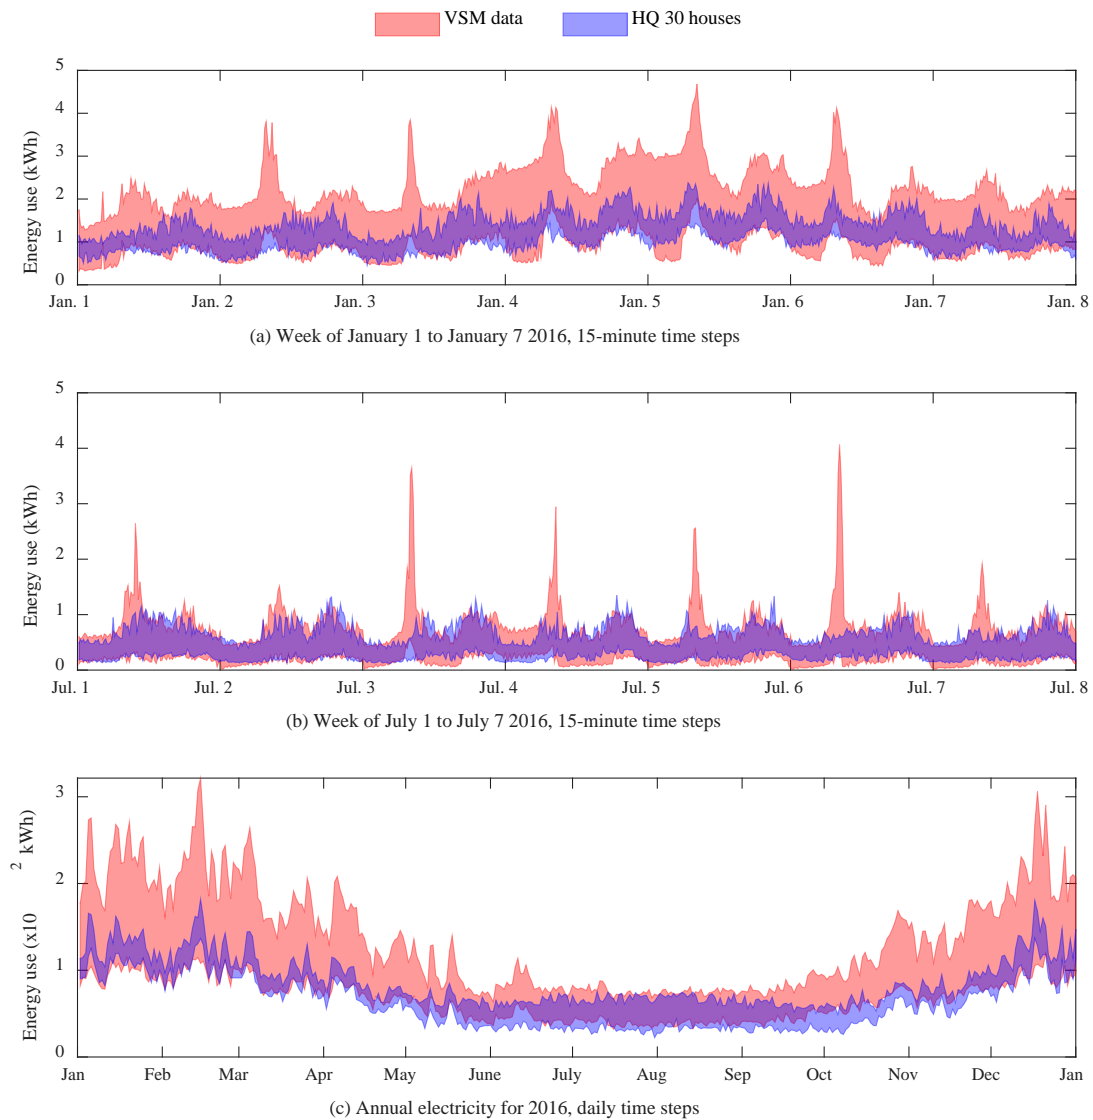 VSM data HQ 30 houses
5
4
3
2
1
0
Energy use (kWh)
Jan. 1 Jan. 2 Jan. 3 Jan. 4 Jan. 5 Jan. 6 Jan. 7 Jan. 8
(a) Week of January 1 to January 7 2016, 15-minute time steps
5
4
3
2
1
0
Energy use (kWh)
Jul. 1 Jul. 2 Jul. 3 Jul. 4 Jul. 5 Jul. 6 Jul. 7 Jul. 8
(b) Week of July 1 to July 7 2016, 15-minute time steps
3
2
1
0
Energy use (x10 2 kWh)
Jan Feb Mar Apr May June July Aug Sep Oct Nov Dec Jan
(c) Annual electricity for 2016, daily time steps